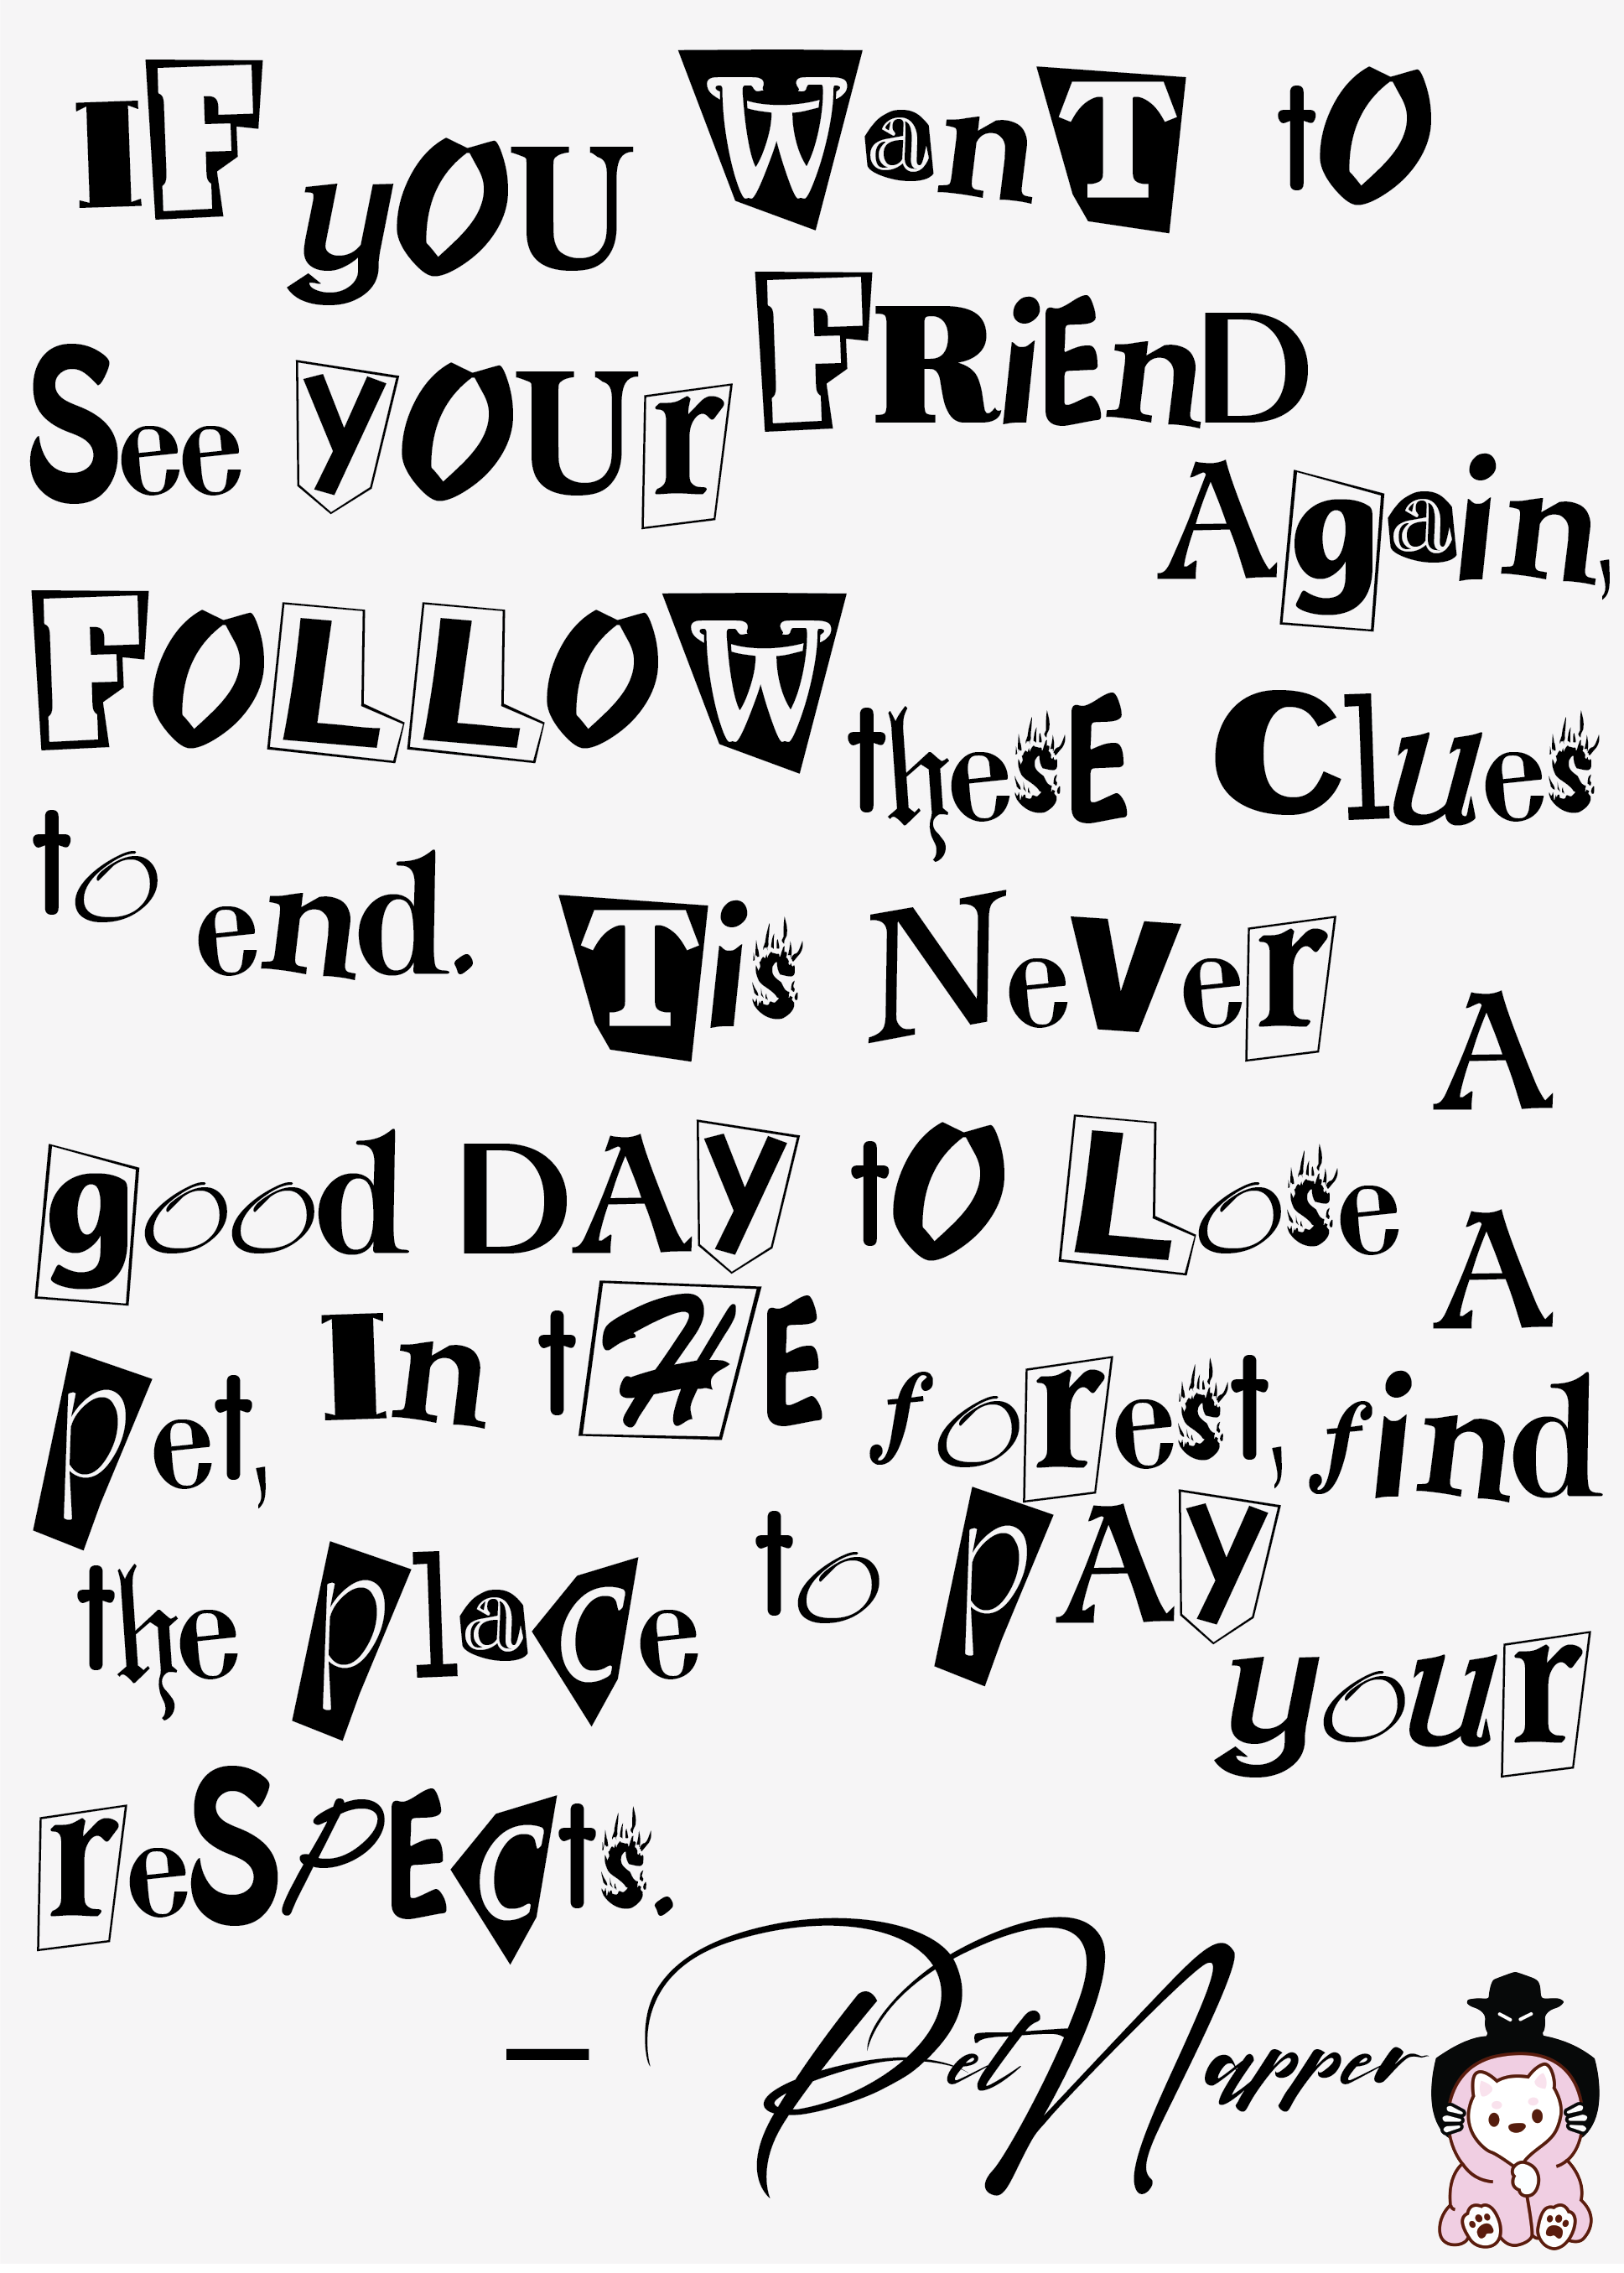 IF yOU WanT tO
See YOUr FRiEnD Again,
FOLLOW thesE Clues
to end. Tis Never A
good DAY tO Lose A
pet, In tHE forest, find
the place to pAY your
reSPEcts.
– PetNapper